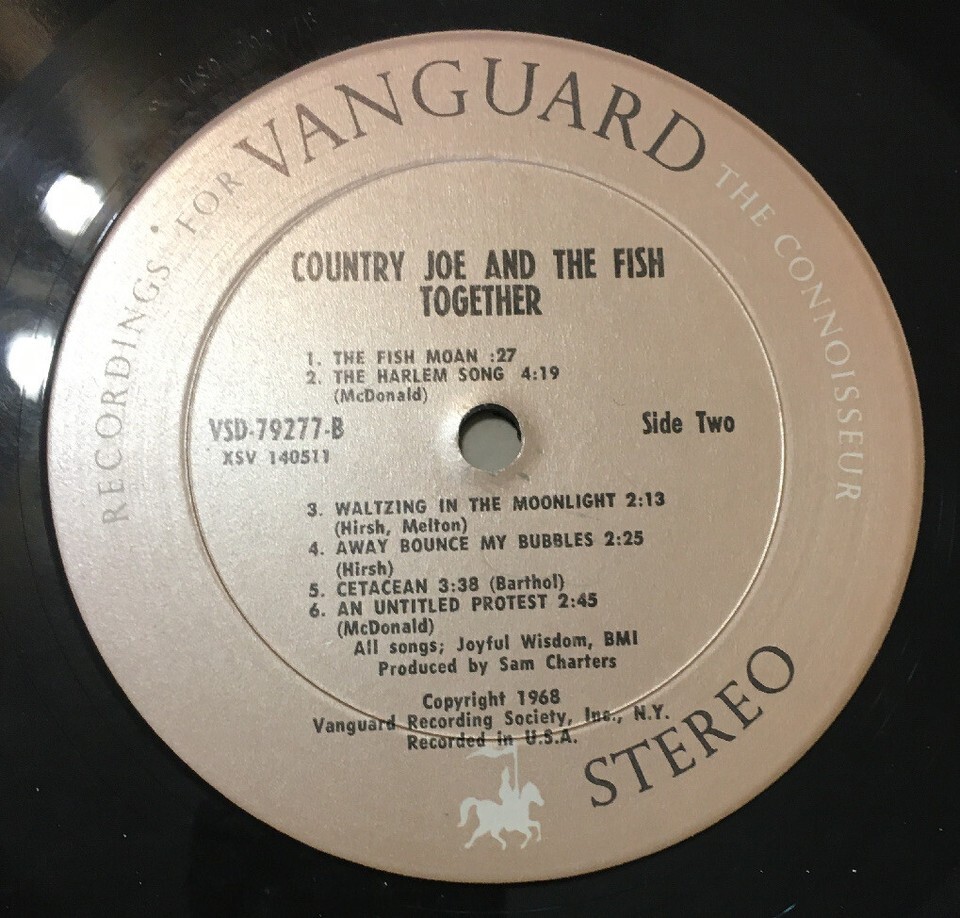 RECORDINGS FOR VANGUARD THE CONNOISSEUR
COUNTRY JOE AND THE FISH
TOGETHER
1. THE FISH MOAN :27
2. THE HARLEM SONG 4:19
(McDonald)
VSD-79277-B
Side Two
XSV 140511
3. WALTZING IN THE MOONLIGHT 2:13
(Hirsh, Melton)
4. AWAY BOUNCE MY BUBBLES 2:25
(Hirsh)
5. CETACEAN 3:38 (Barthol)
6. AN UNTITLED PROTEST 2:45
(McDonald)
All songs; Joyful Wisdom, BMI
Produced by Sam Charters
Copyright 1968
Vanguard Recording Society, Inc., N.Y.
Recorded in U.S.A.
STEREO